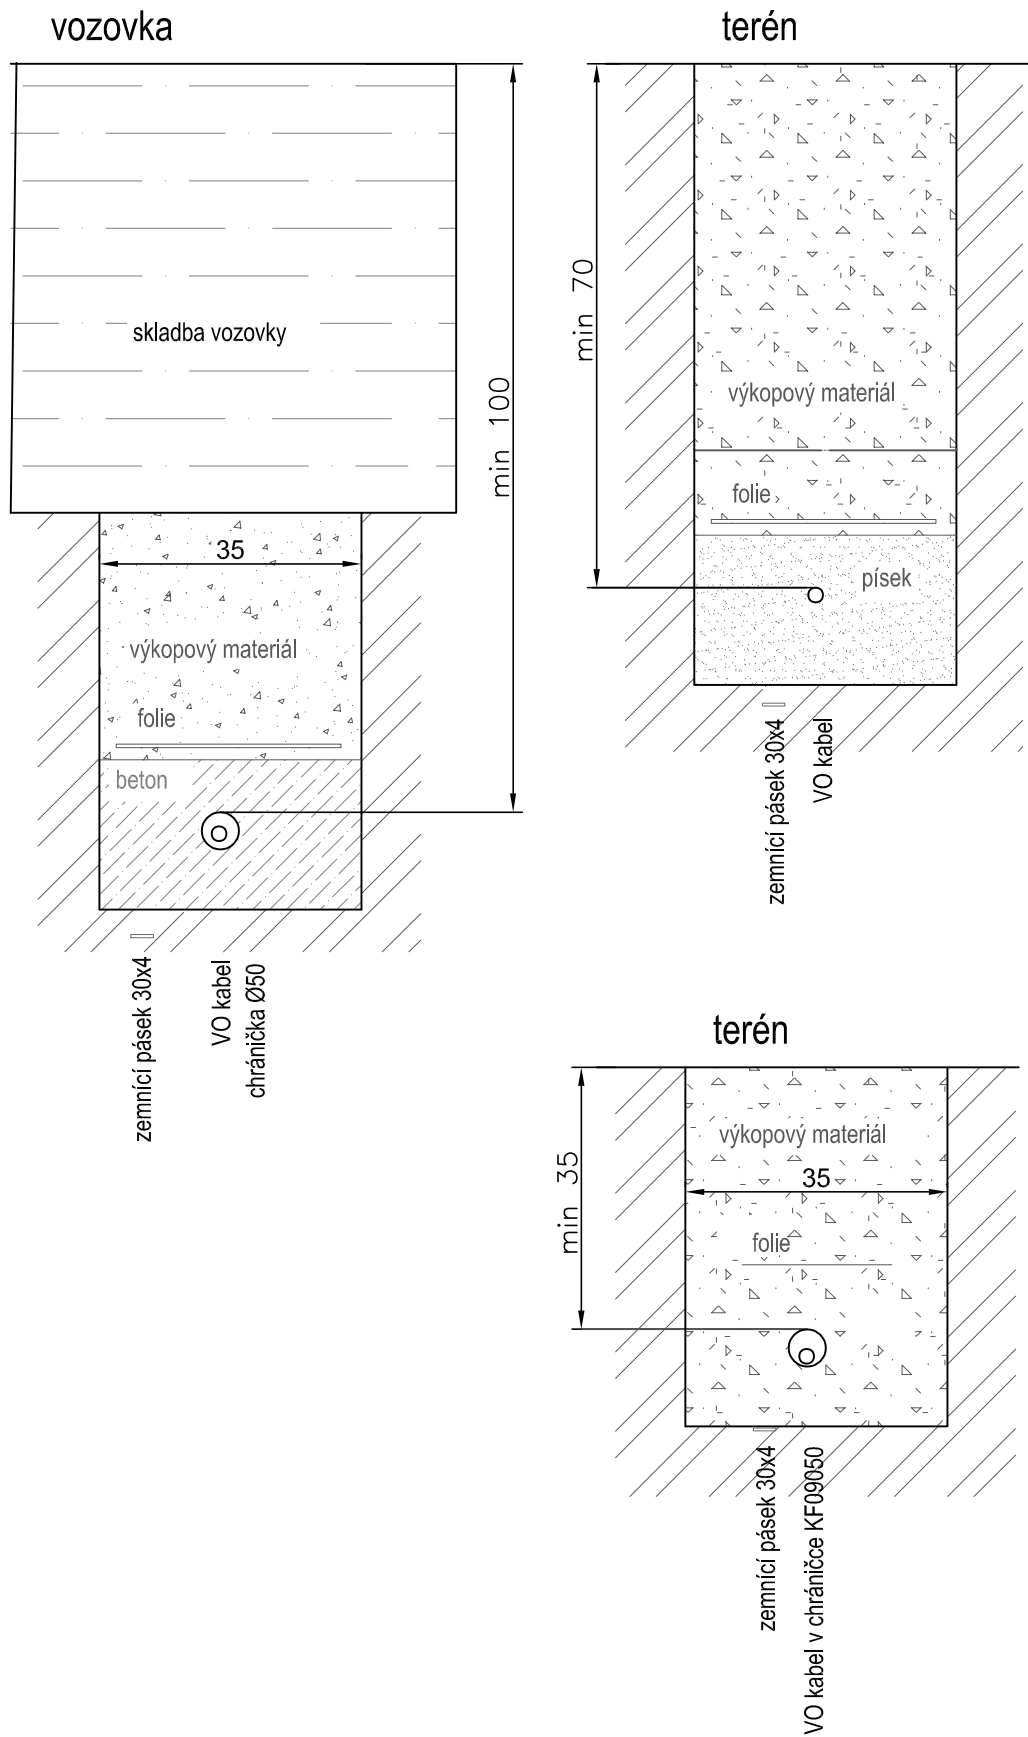 vozovka
skladba vozovky
min 100
35
výkopový materiál
folie
beton
zemnící pásek 30x4
VO kabel
chránička Ø50
terén
min 70
výkopový materiál
folie
písek
zemnící pásek 30x4
VO kabel
terén
výkopový materiál
min 35
35
folie
zemnící pásek 30x4
VO kabel v chráničce KF09050